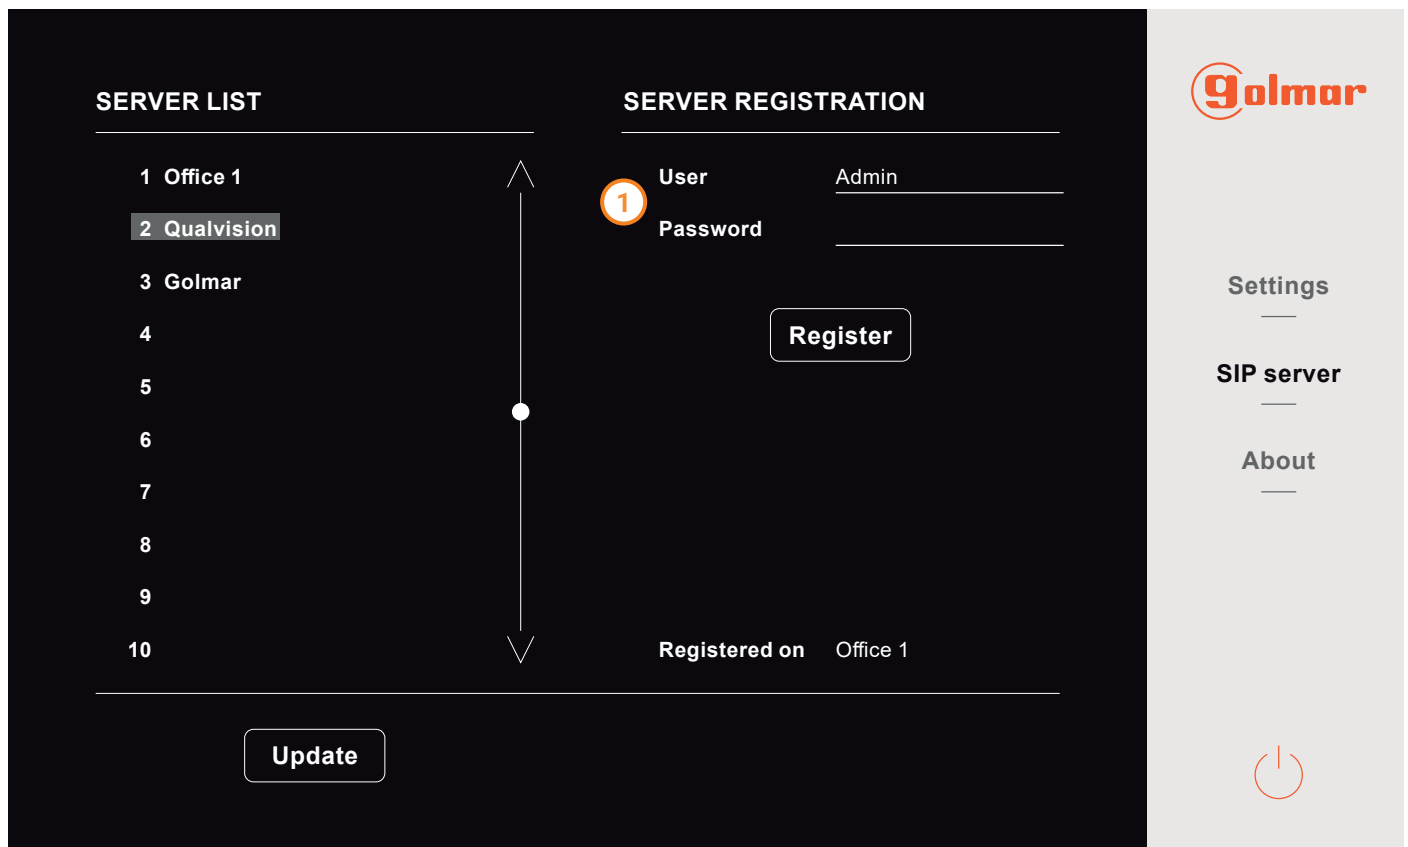 SERVER LIST
1 Office 1
2 Qualvision
3 Golmar
4
5
6
7
8
9
10
Update
SERVER REGISTRATION
1
User Admin
Password
Register
Registered on Office 1
golmar
Settings
SIP server
About